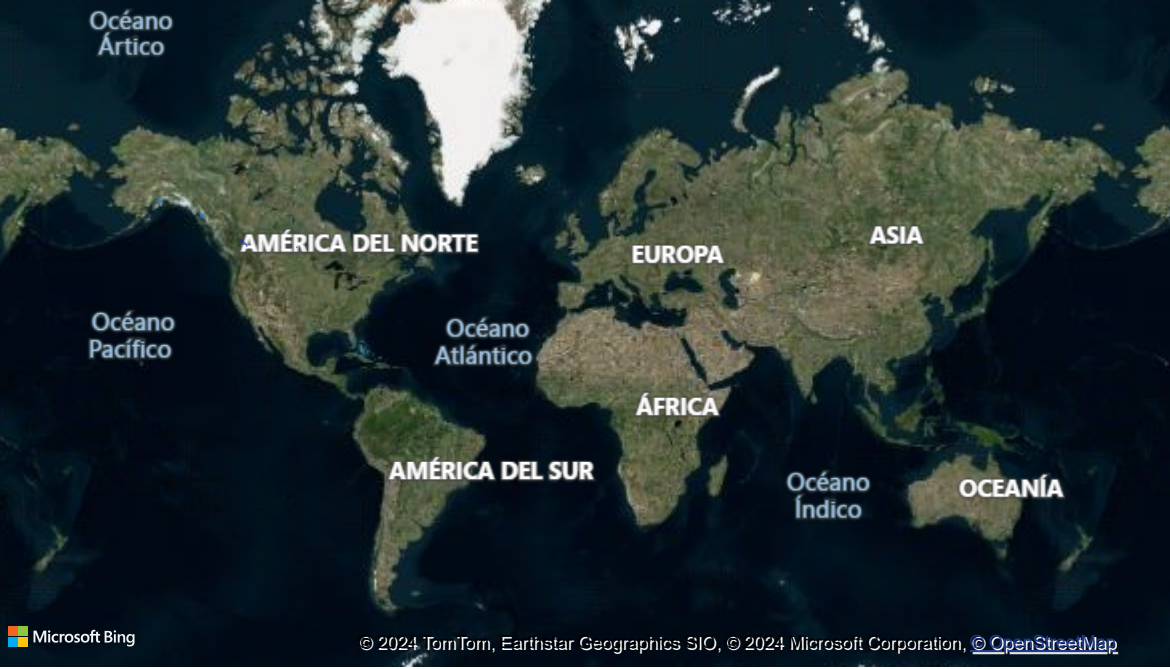 Océano
Ártico
AMÉRICA DEL NORTE
EUROPA
ASIA
Océano
Pacífico
Océano
Atlántico
ÁFRICA
AMÉRICA DEL SUR
Océano
Índico
OCEANÍA
Microsoft Bing
© 2024 TomTom, Earthstar Geographics SIO, © 2024 Microsoft Corporation, © OpenStreetMap